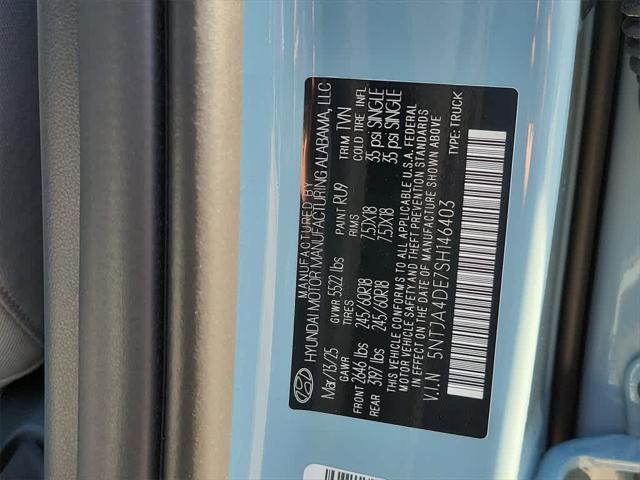 MANUFACTURED BY
HYUNDAI MOTOR MANUFACTURING ALABAMA, LLC
Mar/13/25 GVWR 5522 lbs PAINT RU9 TRIM TVN
GAWR TIRES RIMS COLD TIRE INFL
FRONT 2646 lbs 245/60R18 7.5JX18 35 psi SINGLE
REAR 3197 lbs 245/60R18 7.5JX18 35 psi SINGLE
THIS VEHICLE CONFORMS TO ALL APPLICABLE U.S.A. FEDERAL
MOTOR VEHICLE SAFETY AND THEFT PREVENTION STANDARDS
IN EFFECT ON THE DATE OF MANUFACTURE SHOWN ABOVE
V.I.N 5NTJA4DE7SH146403 TYPE: TRUCK